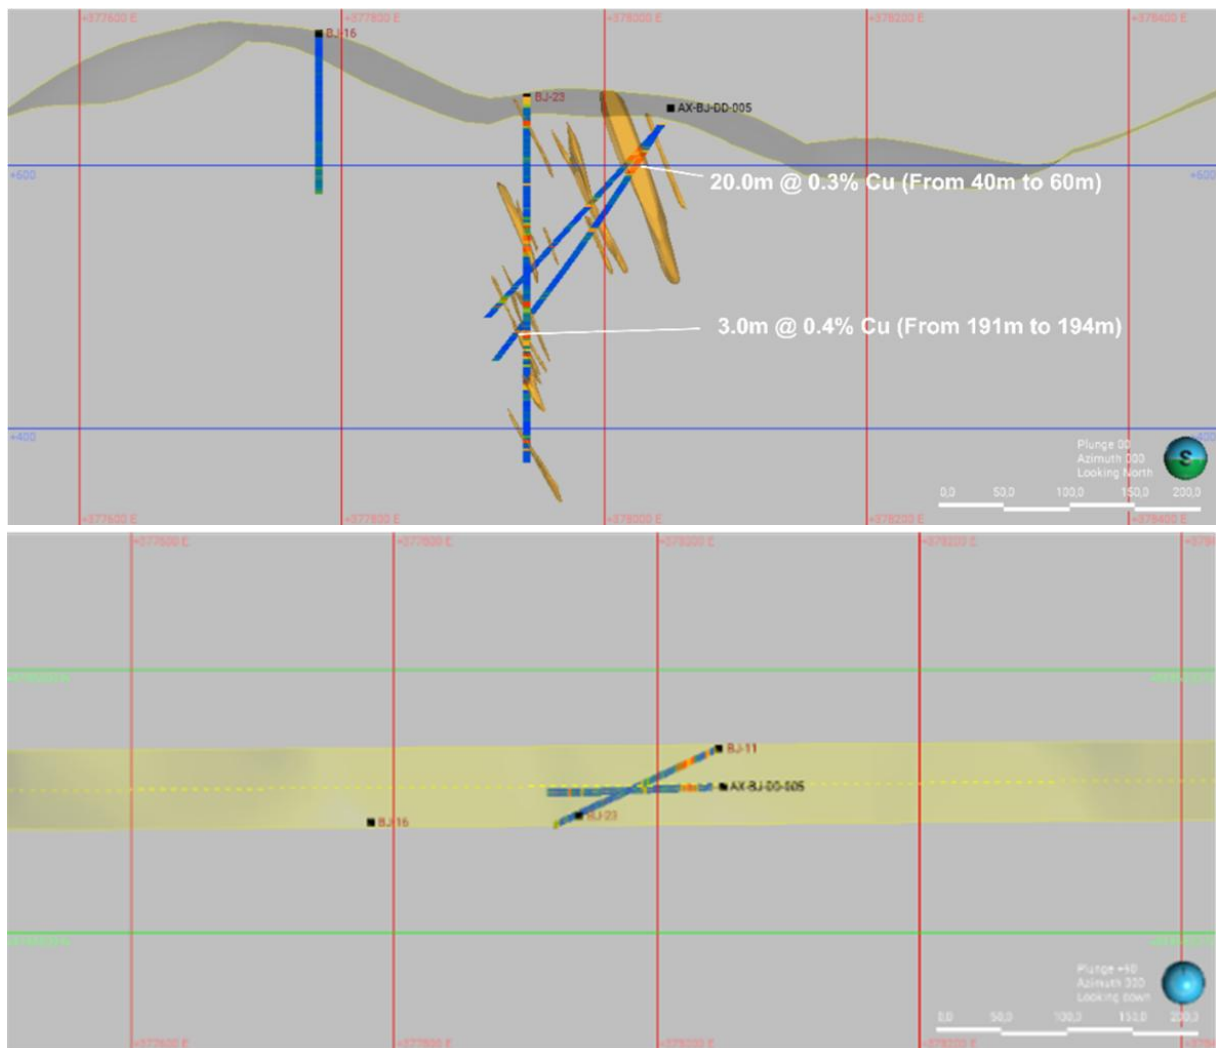 +377600 E
+377800 E
+378000 E
+378200 E
+378400 E
BJ-16
BJ-23
AX-BJ-DD-005
+600
+600
20.0m @ 0.3% Cu (From 40m to 60m)
3.0m @ 0.4% Cu (From 191m to 194m)
+400
+400
Plunge 00
Azimuth 000
Looking North
S
0,0 50,0 100,0 150,0 200,0
+377600 E
+377800 E
+378000 E
+378200 E
+378400 E
+377600 E
+377800 E
+378000 E
+378200 E
BJ-11
AX-BJ-DD-005
BJ-16
BJ-23
Plunge +90
Azimuth 000
Looking down
0,0 50,0 100,0 150,0 200,0
+377600 E
+377800 E
+378000 E
+378200 E